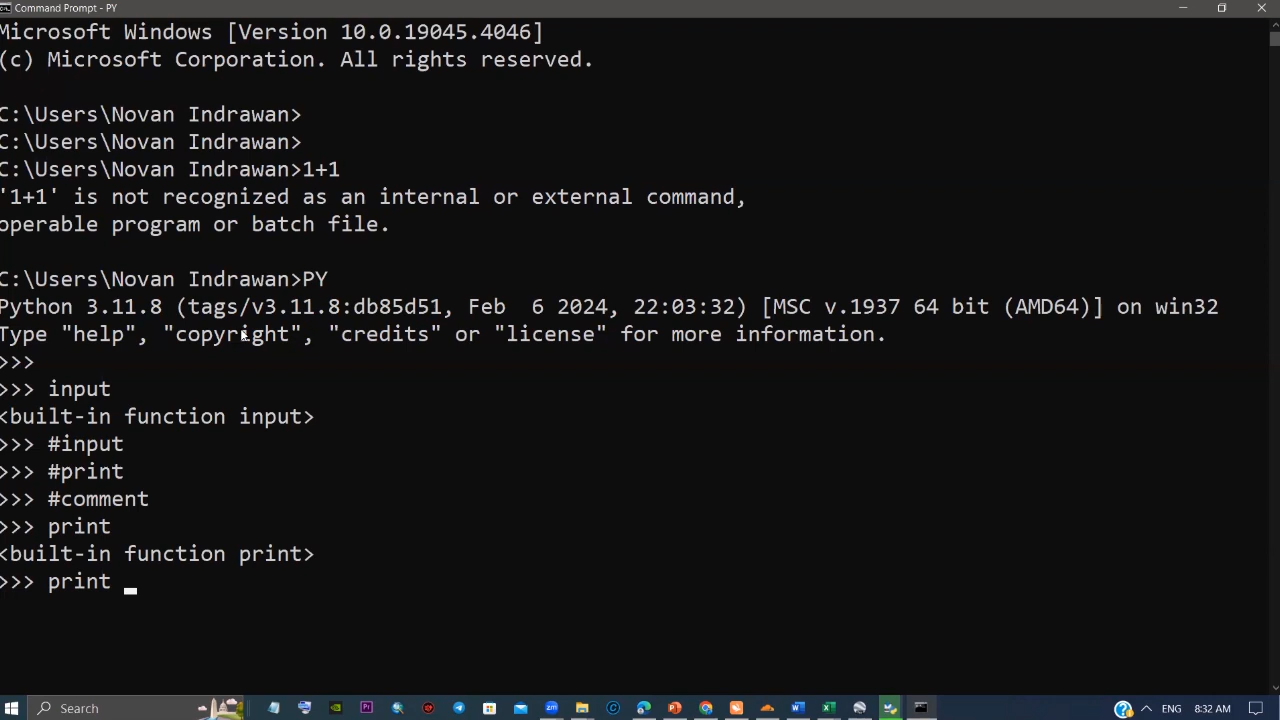 Command Prompt - PY
Microsoft Windows [Version 10.0.19045.4046]
(c) Microsoft Corporation. All rights reserved.
C:\Users\Novan Indrawan>
C:\Users\Novan Indrawan>
C:\Users\Novan Indrawan>1+1
'1+1' is not recognized as an internal or external command,
operable program or batch file.
C:\Users\Novan Indrawan>PY
Python 3.11.8 (tags/v3.11.8:db85d51, Feb  6 2024, 22:03:32) [MSC v.1937 64 bit (AMD64)] on win32
Type "help", "copyright", "credits" or "license" for more information.
>>>
>>> input
<built-in function input>
>>> #input
>>> #print
>>> #comment
>>> print
<built-in function print>
>>> print
Search
8:32 AM